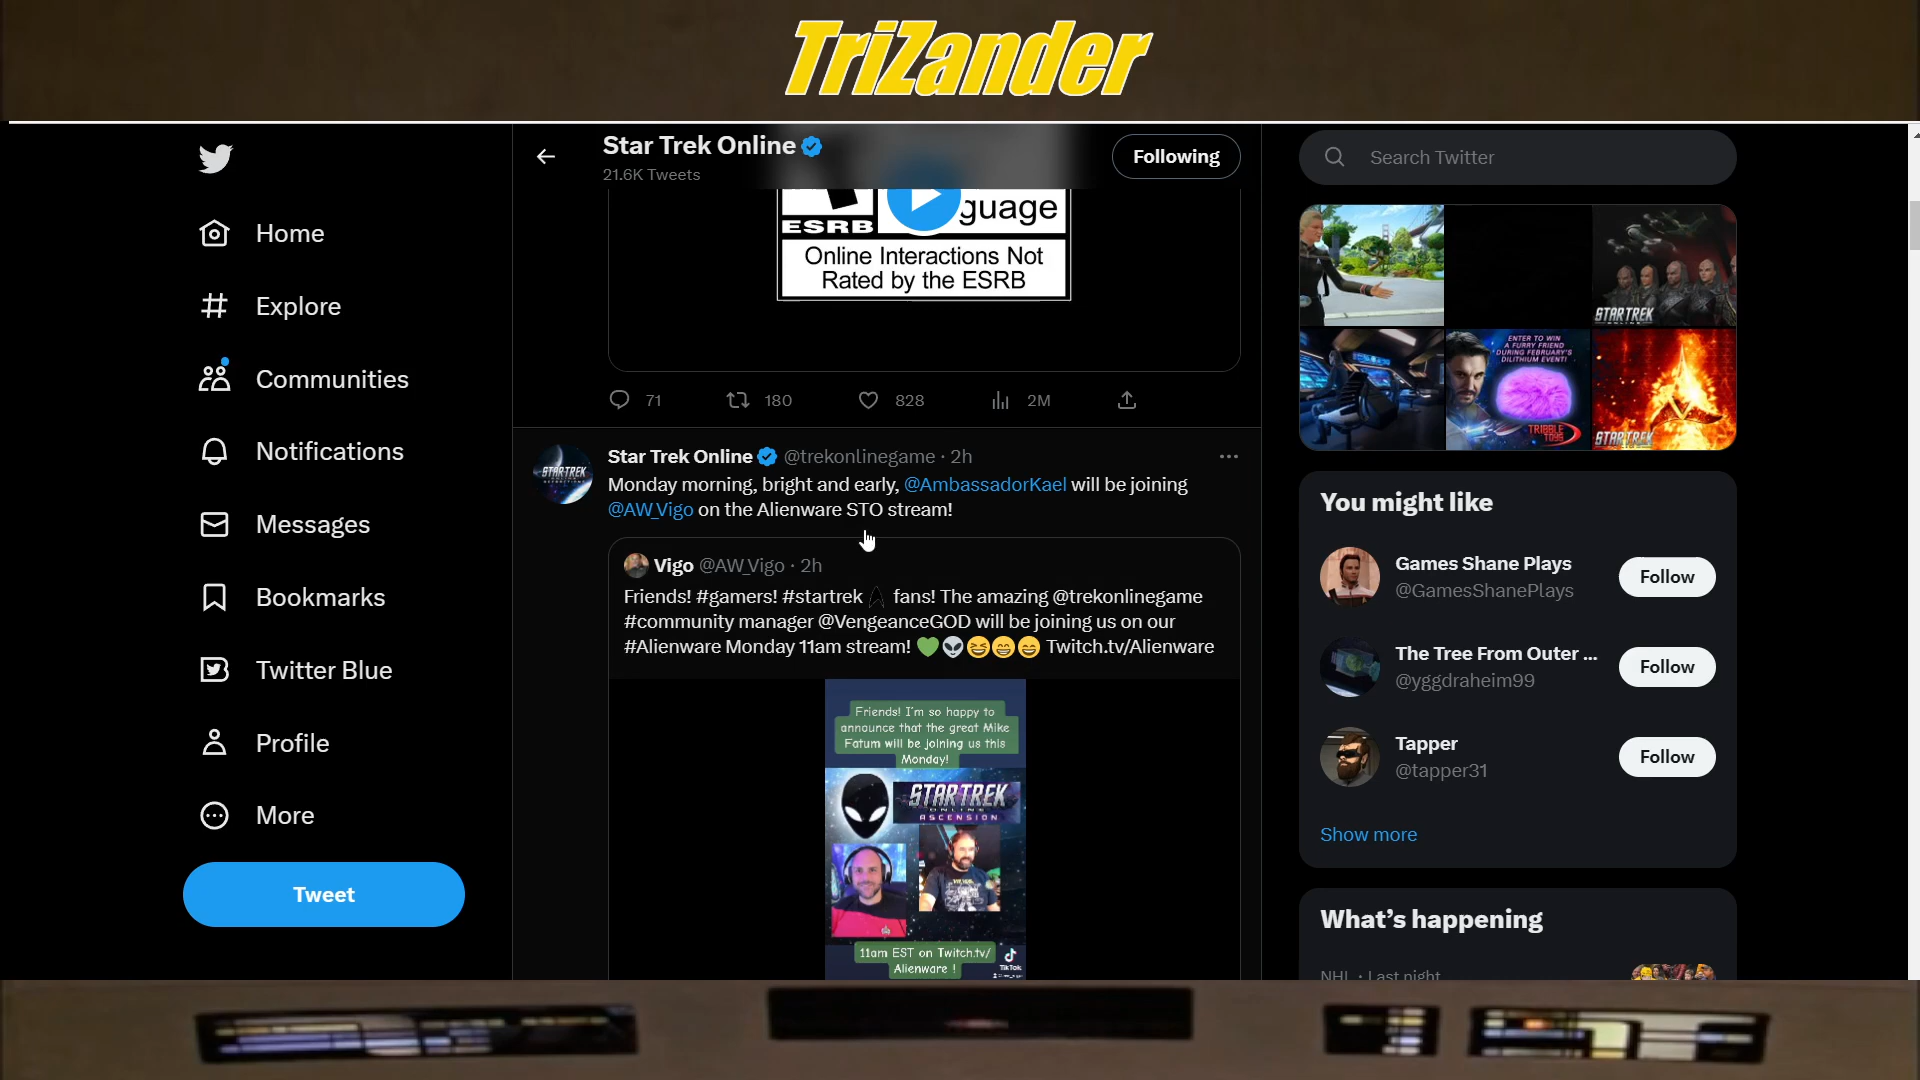 TriZander
Star Trek Online
21.6K Tweets
Following
Search Twitter
Home
Explore
Communities
Notifications
Messages
Bookmarks
Twitter Blue
Profile
More
Tweet
ESRB
guage
Online Interactions Not
Rated by the ESRB
71
180
828
2M
STAR TREK
Star Trek Online @trekonlinegame · 2h
Monday morning, bright and early, @AmbassadorKael will be joining
@AW_Vigo on the Alienware STO stream!
Vigo @AW_Vigo · 2h
Friends! #gamers! #startrek fans! The amazing @trekonlinegame
#community manager @VengeanceGOD will be joining us on our
#Alienware Monday 11am stream! 💚👽😆😁😄 Twitch.tv/Alienware
Friends! I'm so happy to
announce that the great Mike
Fatum will be joining us this
Monday!
STAR TREK
ONLINE
ASCENSION
11am EST on Twitch.tv/
Alienware !
TikTok
STAR TREK
ENTER TO WIN
A FURRY FRIEND
DURING FEBRUARY'S
DILITHIUM EVENT!
TRIBBLE
TOYS
STAR TREK
You might like
Games Shane Plays
@GamesShanePlays
Follow
The Tree From Outer ...
@yggdraheim99
Follow
Tapper
@tapper31
Follow
Show more
What's happening
NHL · Last night